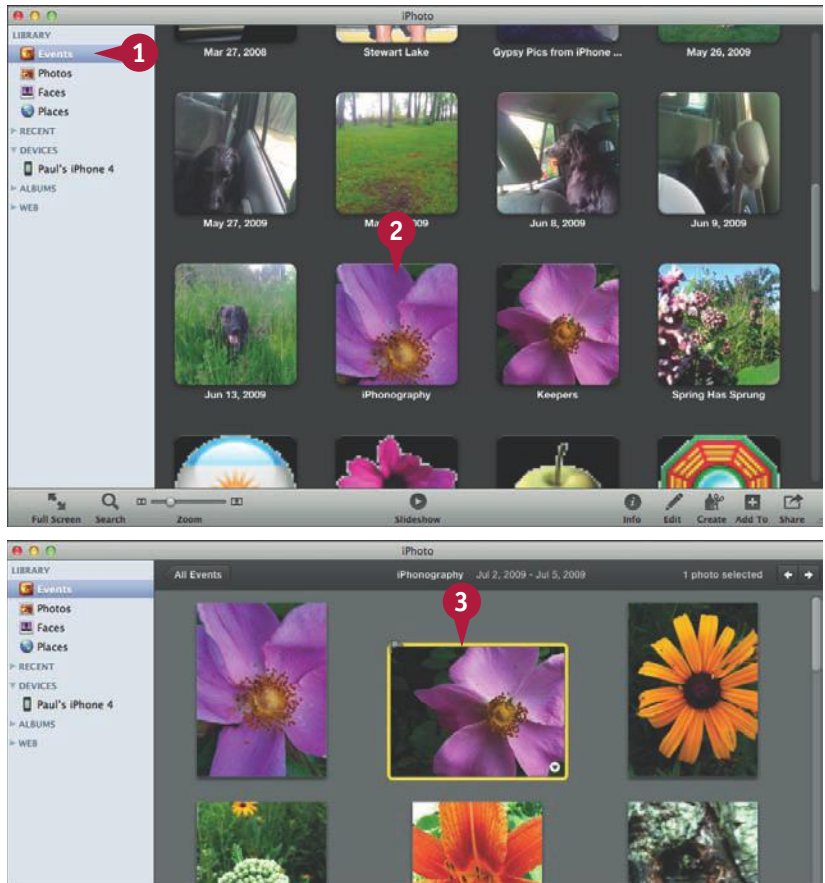 iPhoto
LIBRARY
Events
Photos
Faces
Places
RECENT
DEVICES
Paul's iPhone 4
ALBUMS
WEB
1
Mar 27, 2008
Stewart Lake
Gypsy Pics from iPhone ...
May 26, 2009
May 27, 2009
2009
Jun 8, 2009
Jun 9, 2009
2
Jun 13, 2009
iPhonography
Keepers
Spring Has Sprung
Full Screen
Search
Zoom
Slideshow
Info
Edit
Create
Add To
Share
iPhoto
LIBRARY
Events
Photos
Faces
Places
RECENT
DEVICES
Paul's iPhone 4
ALBUMS
WEB
All Events
iPhonography Jul 2, 2009 - Jul 5, 2009
1 photo selected
3